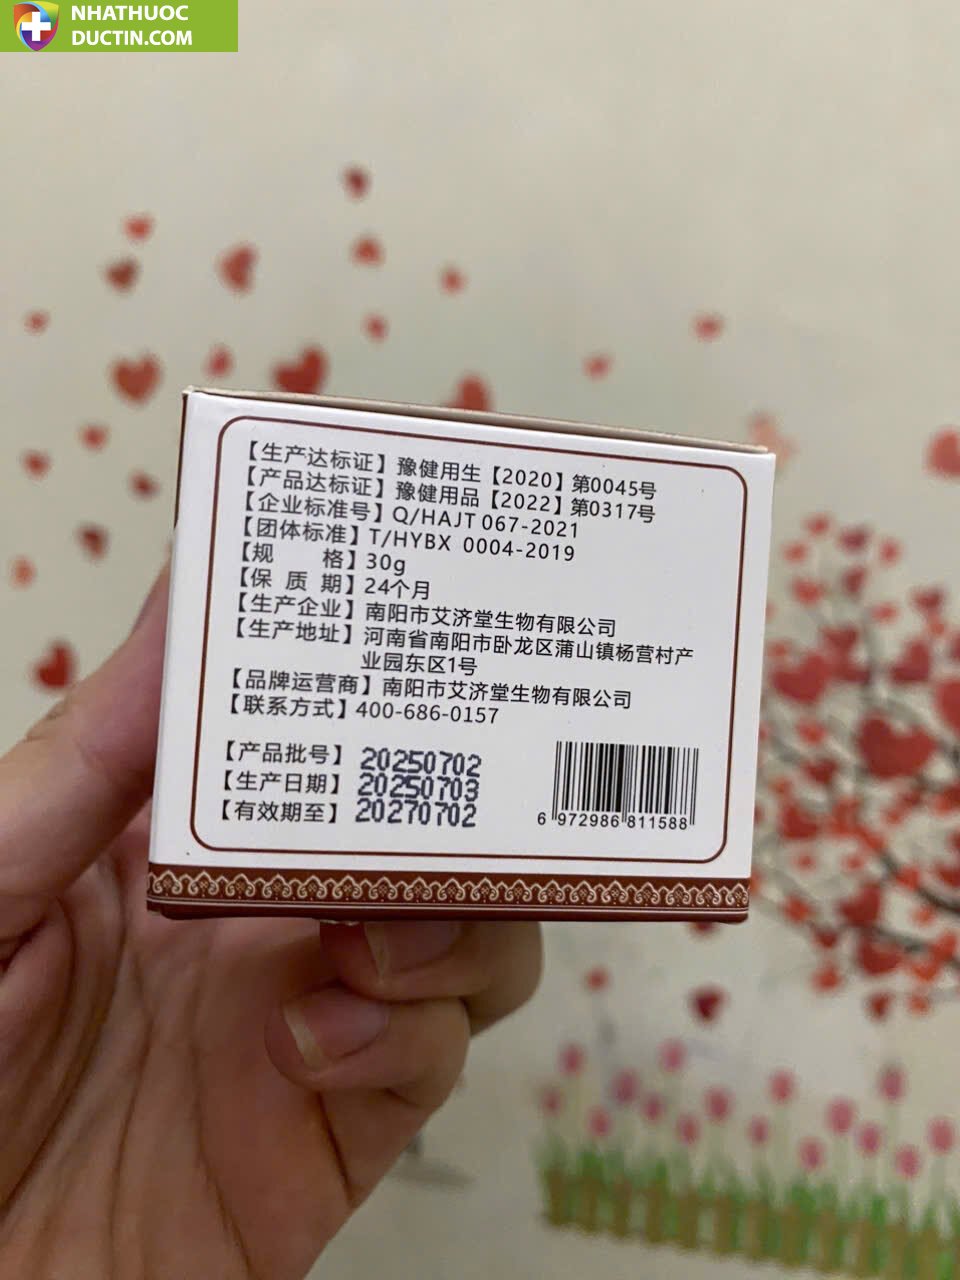 NHATHUOC
DUCTIN.COM
【生产达标证】豫健用生【2020】第0045号
【产品达标证】豫健用品【2022】第0317号
【企业标准号】Q/HAJT 067-2021
【团体标准】T/HYBX 0004-2019
【规 格】30g
【保 质 期】24个月
【生产企业】南阳市艾济堂生物有限公司
【生产地址】河南省南阳市卧龙区蒲山镇杨营村产
业园东区1号
【品牌运营商】南阳市艾济堂生物有限公司
【联系方式】400-686-0157
【产品批号】20250702
【生产日期】20250703
【有效期至】20270702
6 972986 811588